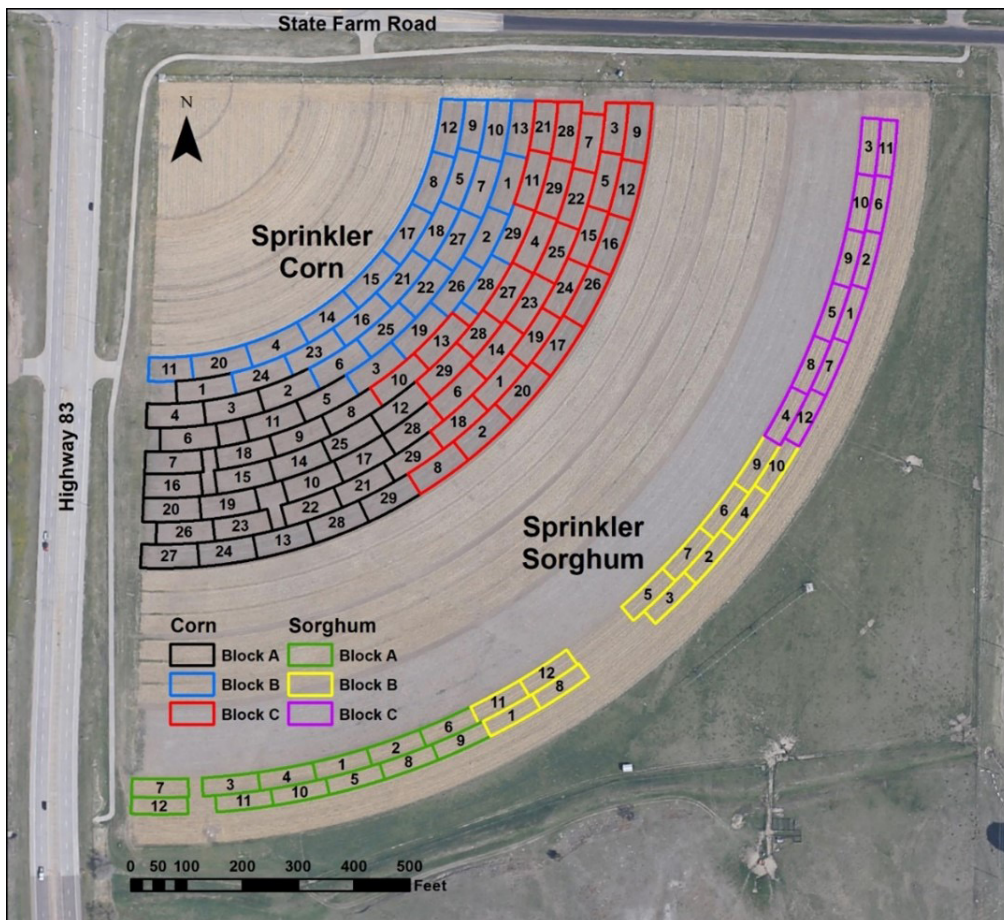 State Farm Road
N
12 9 10 13 21 28 7 3 9
3 11
8 5 7 1 11 29 22 5 12
10 6
17 18 27 2 29 4 25 15 16
Sprinkler
Corn
9 2
15 21 22 26 28 27 23 24 26
5 1
14 16 25 19 13 28 14 19 17
8 7
11 20 4 23 6 3 10 29 6 1 20
4 12
24
18 2
8
1 2 5 8 12
4 3 11 9 25 28
6 18 14 17 29
7 15 10 21 29
16 19 22 28
20 23 13
26 24
27
Highway 83
9 10
6 4
7 2
5 3
Sprinkler
Sorghum
12 8
11 1
6 9
2 8
1 5
4 10
3 11
7
12
Corn Sorghum
Block A Block A
Block B Block B
Block C Block C
0 50 100 200 300 400 500
Feet